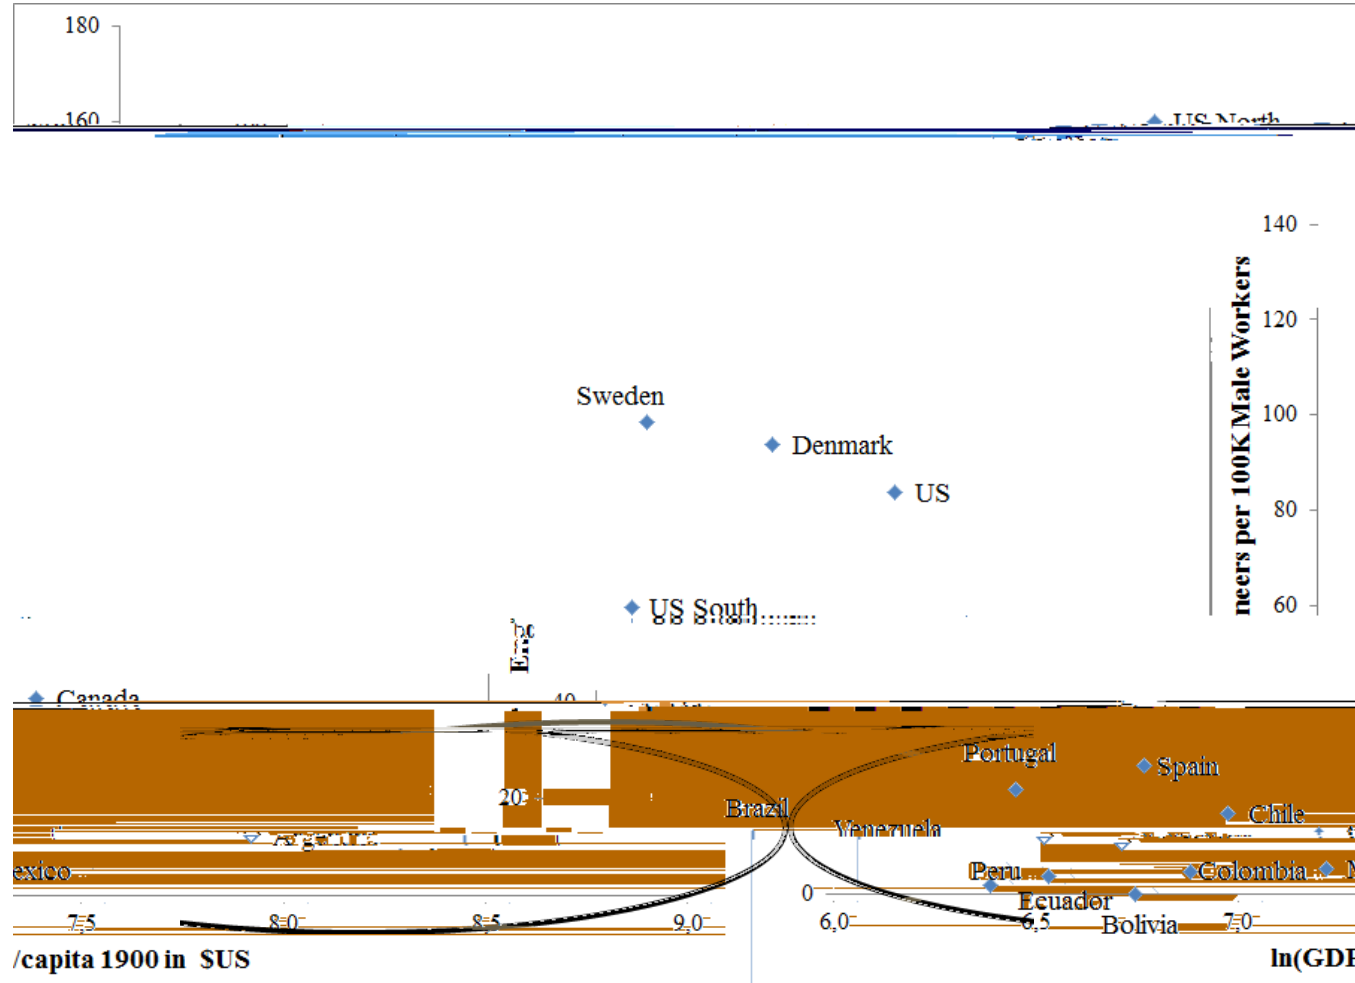 180
160
US North
140
neers per 100K Male Workers
120
Sweden
100
Denmark
US
80
US South
60
Canada
40
Portugal
Spain
20
Brazil
Chile
Venezuela
Argentina
exico
Peru
Colombia
0
Ecuador
7,5
8,0
8,5
9,0
6,0
6,5
7,0
Bolivia
/capita 1900 in $US
ln(GDP